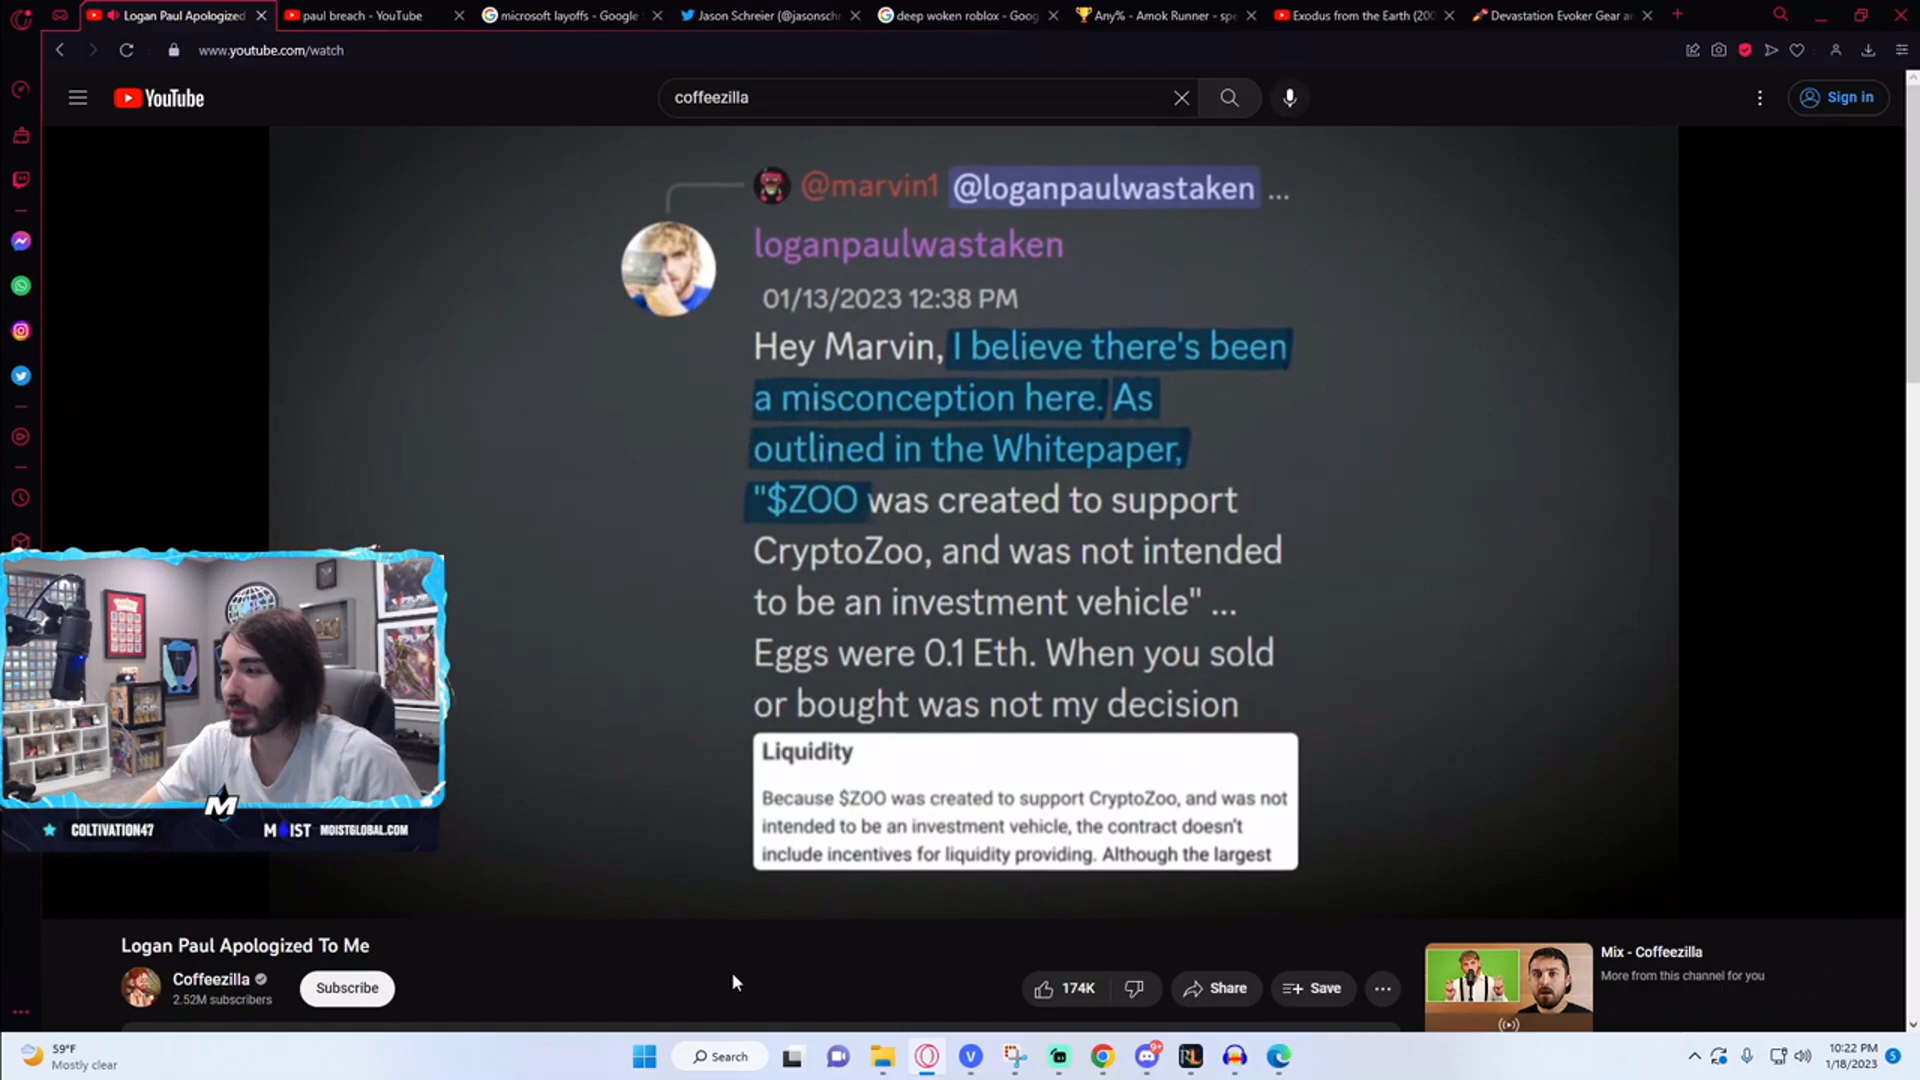 Logan Paul Apologized
paul breach - YouTube
microsoft layoffs - Google
Jason Schreier (@jasonschr
deep woken roblox - Goog
Any% - Amok Runner - spe
Exodus from the Earth (200
Devastation Evoker Gear an
www.youtube.com/watch
YouTube
coffeezilla
Sign in
@marvin1 @loganpaulwastaken ...
loganpaulwastaken
01/13/2023 12:38 PM
Hey Marvin, I believe there's been
a misconception here. As
outlined in the Whitepaper,
"$ZOO was created to support
CryptoZoo, and was not intended
to be an investment vehicle" ...
Eggs were 0.1 Eth. When you sold
or bought was not my decision
Liquidity
Because $ZOO was created to support CryptoZoo, and was not
intended to be an investment vehicle, the contract doesn't
include incentives for liquidity providing. Although the largest
M
COLTIVATION47
MOIST MOISTGLOBAL.COM
Logan Paul Apologized To Me
Coffeezilla
2.52M subscribers
Subscribe
174K
Share
Save
Mix - Coffeezilla
More from this channel for you
59°F
Mostly clear
Search
V
9+
RL
10:22 PM
1/18/2023
5